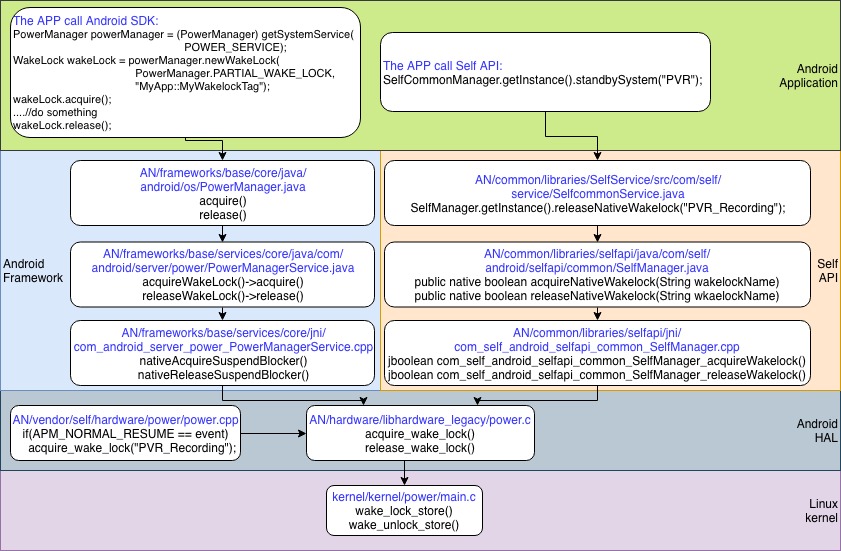 The APP call Android SDK:
PowerManager powerManager = (PowerManager) getSystemService(
POWER_SERVICE);
WakeLock wakeLock = powerManager.newWakeLock(
PowerManager.PARTIAL_WAKE_LOCK,
"MyApp::MyWakelockTag");
wakeLock.acquire();
....//do something
wakeLock.release();
The APP call Self API:
SelfCommonManager.getInstance().standbySystem("PVR");
Android
Application
AN/frameworks/base/core/java/
android/os/PowerManager.java
acquire()
release()
AN/common/libraries/SelfService/src/com/self/
service/SelfcommonService.java
SelfManager.getInstance().releaseNativeWakelock("PVR_Recording");
Android
Framework
AN/frameworks/base/services/core/java/com/
android/server/power/PowerManagerService.java
acquireWakeLock()->acquire()
releaseWakeLock()->release()
AN/common/libraries/selfapi/java/com/self/
android/selfapi/common/SelfManager.java
public native boolean acquireNativeWakelock(String wakelockName)
public native boolean releaseNativeWakelock(String wkaelockName)
Self
API
AN/frameworks/base/services/core/jni/
com_android_server_power_PowerManagerService.cpp
nativeAcquireSuspendBlocker()
nativeReleaseSuspendBlocker()
AN/common/libraries/selfapi/jni/
com_self_android_selfapi_common_SelfManager.cpp
jboolean com_self_android_selfapi_common_SelfManager_acquireWakelock()
jboolean com_self_android_selfapi_common_SelfManager_releaseWakelock()
AN/vendor/self/hardware/power/power.cpp
if(APM_NORMAL_RESUME == event)
acquire_wake_lock("PVR_Recording");
AN/hardware/libhardware_legacy/power.c
acquire_wake_lock()
release_wake_lock()
Android
HAL
kernel/kernel/power/main.c
wake_lock_store()
wake_unlock_store()
Linux
kernel